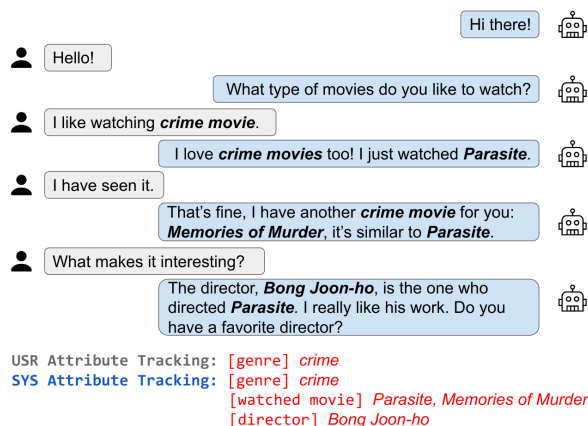 Hi there!
Hello!
What type of movies do you like to watch?
I like watching crime movie.
I love crime movies too! I just watched Parasite.
I have seen it.
That's fine, I have another crime movie for you:
Memories of Murder, it's similar to Parasite.
What makes it interesting?
The director, Bong Joon-ho, is the one who
directed Parasite. I really like his work. Do you
have a favorite director?
USR Attribute Tracking: [genre] crime
SYS Attribute Tracking: [genre] crime
[watched movie] Parasite, Memories of Murder
[director] Bong Joon-ho